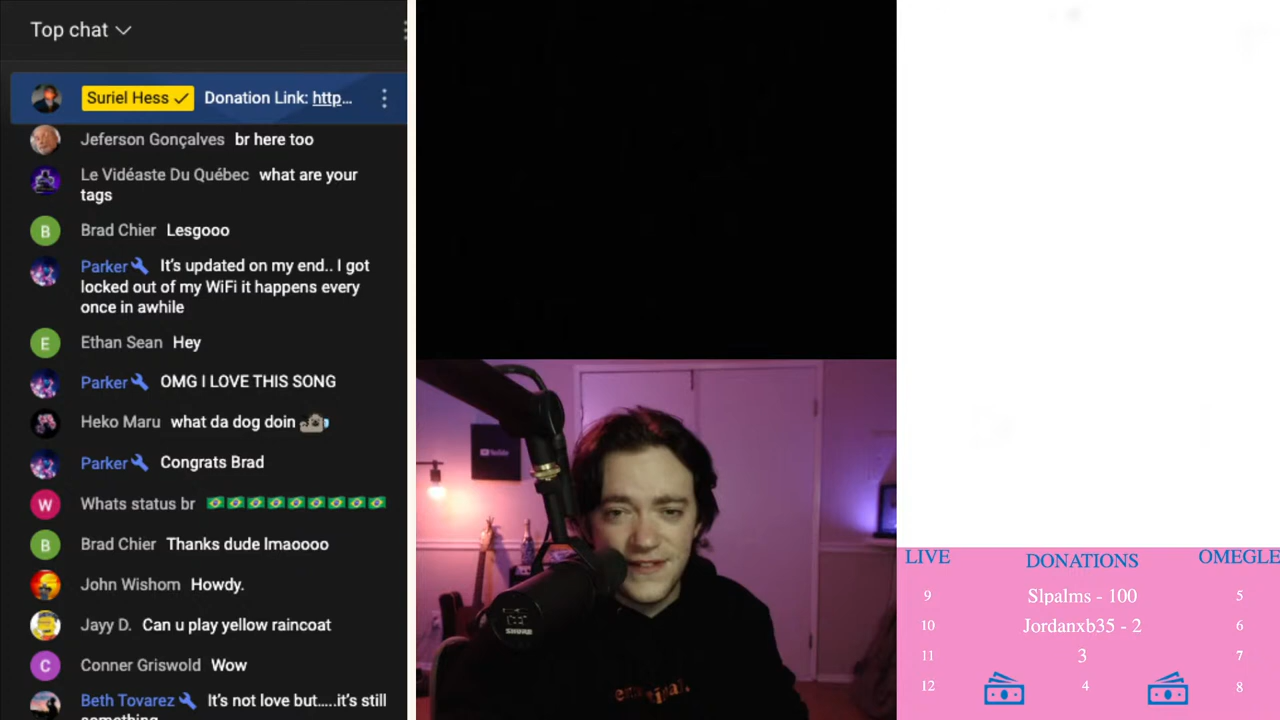 Top chat
Suriel Hess Donation Link: http...
Jeferson Gonçalves br here too
Le Vidéaste Du Québec what are your
tags
Brad Chier Lesgooo
Parker It's updated on my end.. I got
locked out of my WiFi it happens every
once in awhile
Ethan Sean Hey
Parker OMG I LOVE THIS SONG
Heko Maru what da dog doin
Parker Congrats Brad
Whats status br
Brad Chier Thanks dude lmaoooo
John Wishom Howdy.
Jayy D. Can u play yellow raincoat
Conner Griswold Wow
Beth Tovarez It's not love but.....it's still
something
B
E
W
B
C
YouTube
SHURE
LIVE DONATIONS OMEGLE
9 Slpalms - 100 5
10 Jordanxb35 - 2 6
11 3 7
12 4 8